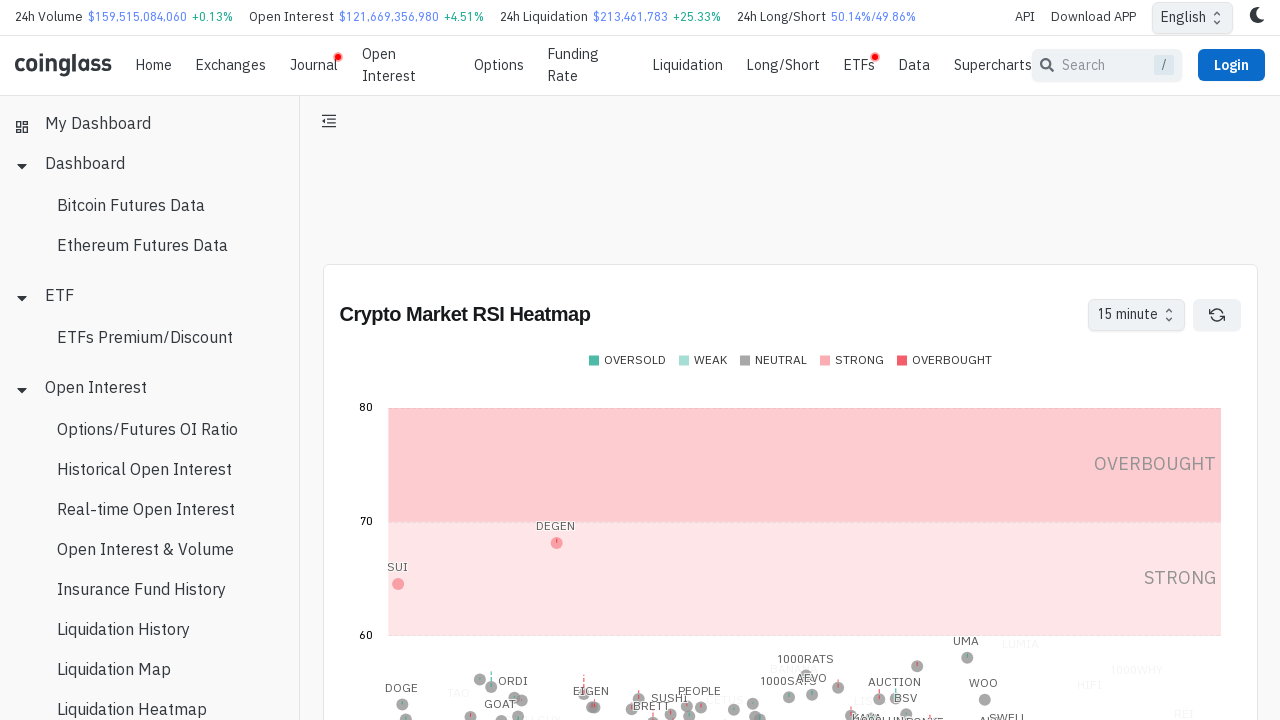 24h Volume $159,515,084,060 +0.13% Open Interest $121,669,356,980 +4.51% 24h Liquidation $213,461,783 +25.33% 24h Long/Short 50.14%/49.86% API Download APP English
coinglass Home Exchanges Journal Open Interest Options Funding Rate Liquidation Long/Short ETFs Data Supercharts Search / Login
My Dashboard
Dashboard
Bitcoin Futures Data
Ethereum Futures Data
ETF
ETFs Premium/Discount
Open Interest
Options/Futures OI Ratio
Historical Open Interest
Real-time Open Interest
Open Interest & Volume
Insurance Fund History
Liquidation History
Liquidation Map
Liquidation Heatmap
Crypto Market RSI Heatmap 15 minute
OVERSOLD WEAK NEUTRAL STRONG OVERBOUGHT
80
OVERBOUGHT
70
DEGEN
SUI
STRONG
60
UMA LUMIA
1000RATS
1000WHY
AEVO
1000SATS
ORDI
AUCTION
WOO
HIFI
DOGE
TAO
EIGEN
PEOPLE
SUSHI
BSV
GOAT
BRETT
REI
SWELL